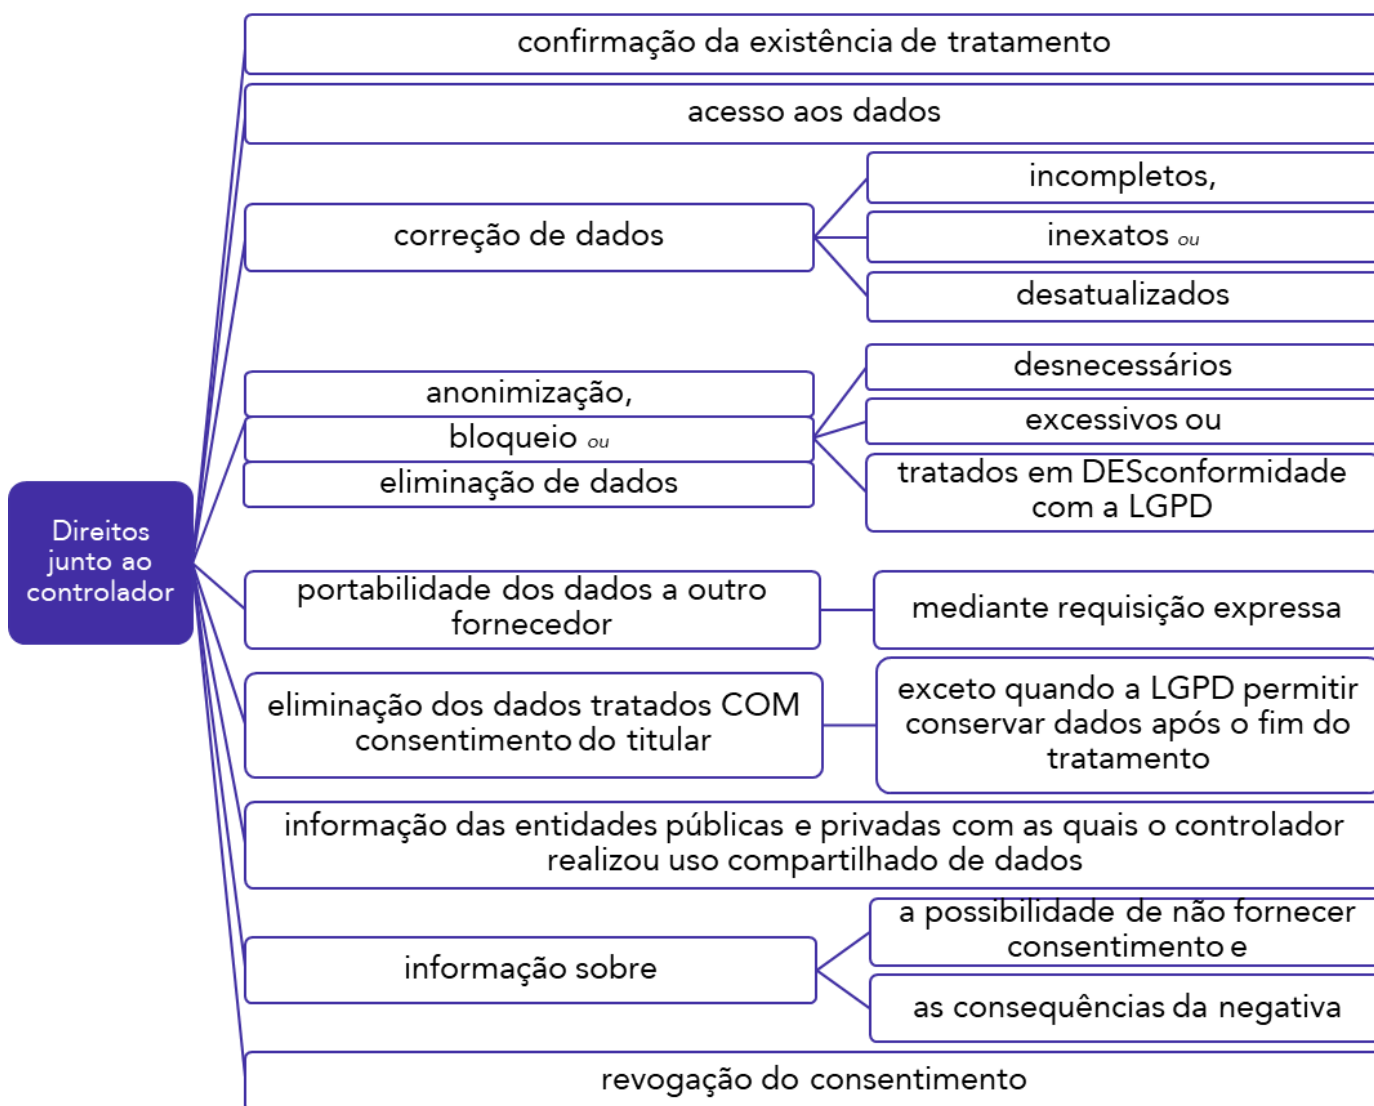 confirmação da existência de tratamento
acesso aos dados
correção de dados
incompletos,
inexatos ou
desatualizados
anonimização,
bloqueio ou
eliminação de dados
desnecessários
excessivos ou
tratados em DESconformidade
com a LGPD
Direitos
junto ao
controlador
portabilidade dos dados a outro
fornecedor
mediante requisição expressa
eliminação dos dados tratados COM
consentimento do titular
exceto quando a LGPD permitir
conservar dados após o fim do
tratamento
informação das entidades públicas e privadas com as quais o controlador
realizou uso compartilhado de dados
informação sobre
a possibilidade de não fornecer
consentimento e
as consequências da negativa
revogação do consentimento